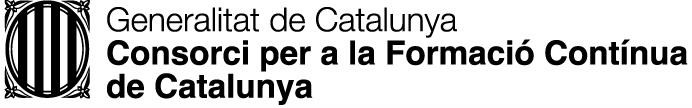 Generalitat de Catalunya
Consorci per a la Formació Contínua
de Catalunya